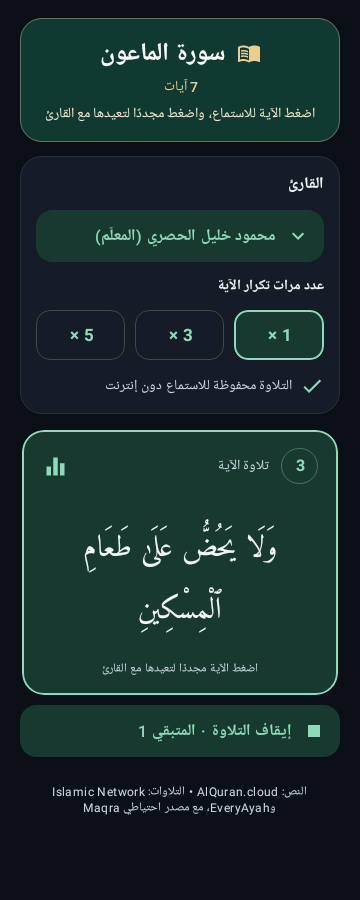 سورة الماعون
7 آيات
اضغط الآية للاستماع، واضغط مجددًا لتعيدها مع القارئ
القارئ
محمود خليل الحصري (المعلّم)
عدد مرات تكرار الآية
1 ×
3 ×
5 ×
التلاوة محفوظة للاستماع دون إنترنت
3
تلاوة الآية
وَلَا يَحُضُّ عَلَىٰ طَعَامِ
ٱلْمِسْكِينِ
اضغط الآية مجددًا لتعيدها مع القارئ
إيقاف التلاوة · المتبقي 1
النص: AlQuran.cloud • التلاوات: Islamic Network
وEveryAyah، مع مصدر احتياطي Maqra